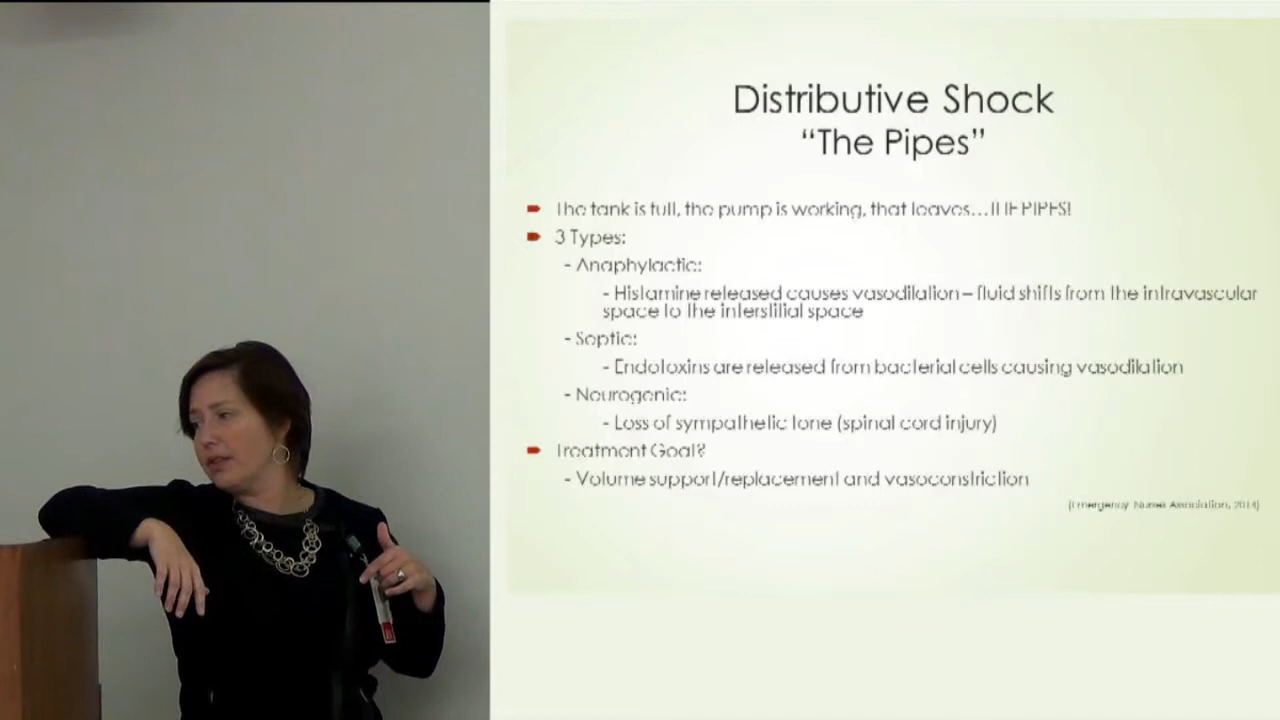 Distributive Shock
“The Pipes”
The tank is full, the pump is working, that leaves…THE PIPES!
3 Types:
- Anaphylactic:
- Histamine released causes vasodilation – fluid shifts from the intravascular
space to the interstitial space
- Septic:
- Endotoxins are released from bacterial cells causing vasodilation
- Neurogenic:
- Loss of sympathetic tone (spinal cord injury)
Treatment Goal?
- Volume support/replacement and vasoconstriction
(Emergency Nurses Association, 2014)